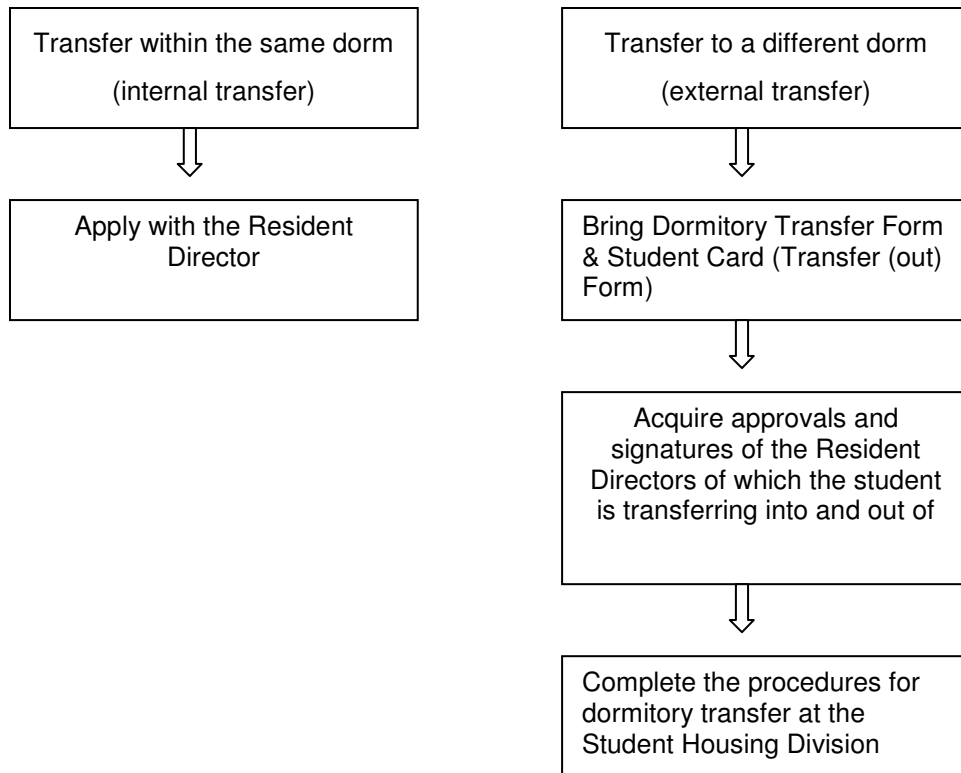 Transfer within the same dorm
(internal transfer)
Apply with the Resident
Director
Transfer to a different dorm
(external transfer)
Bring Dormitory Transfer Form
& Student Card (Transfer (out)
Form)
Acquire approvals and
signatures of the Resident
Directors of which the student
is transferring into and out of
Complete the procedures for
dormitory transfer at the
Student Housing Division